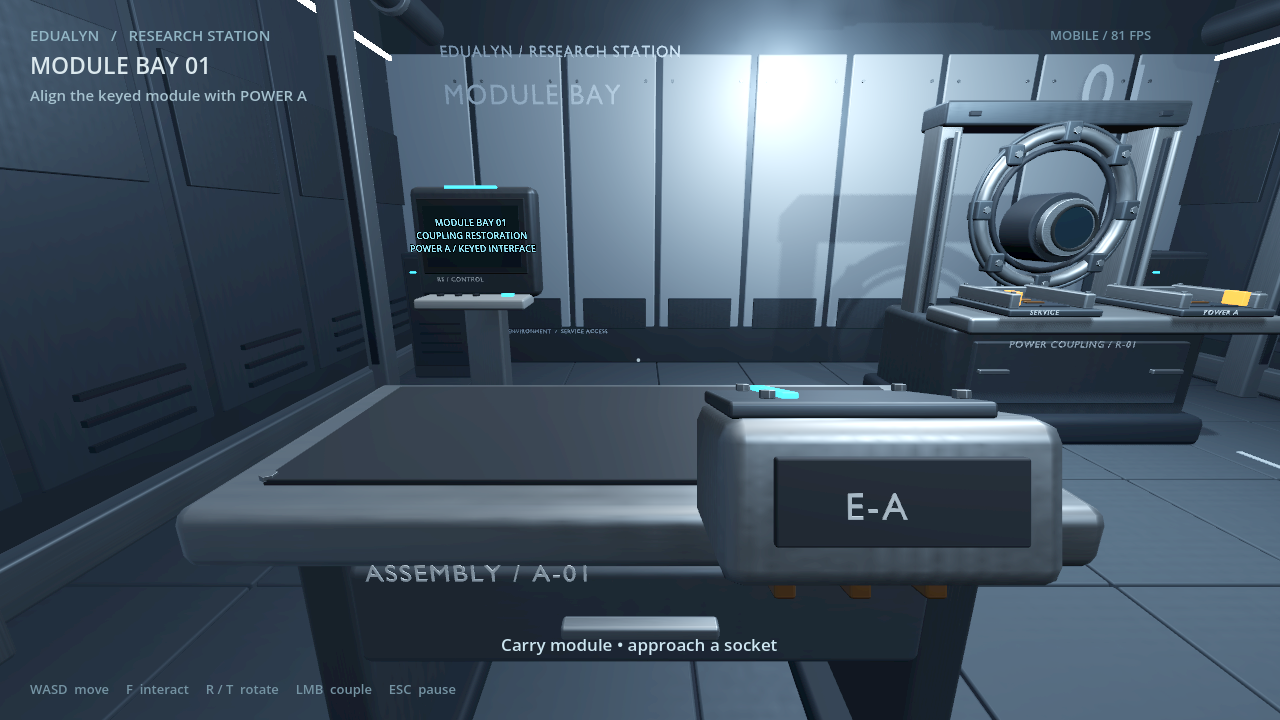 EDUALYN / RESEARCH STATION
MODULE BAY 01
Align the keyed module with POWER A
MOBILE / 81 FPS
EDUALYN / RESEARCH STATION
MODULE BAY
01
MODULE BAY 01
COUPLING RESTORATION
POWER A / KEYED INTERFACE
CONTROL
ENVIRONMENT / SERVICE ACCESS
SERVICE
POWER A
POWER COUPLING / R-01
E-A
ASSEMBLY / A-01
Carry module • approach a socket
WASD move F interact R / T rotate LMB couple ESC pause